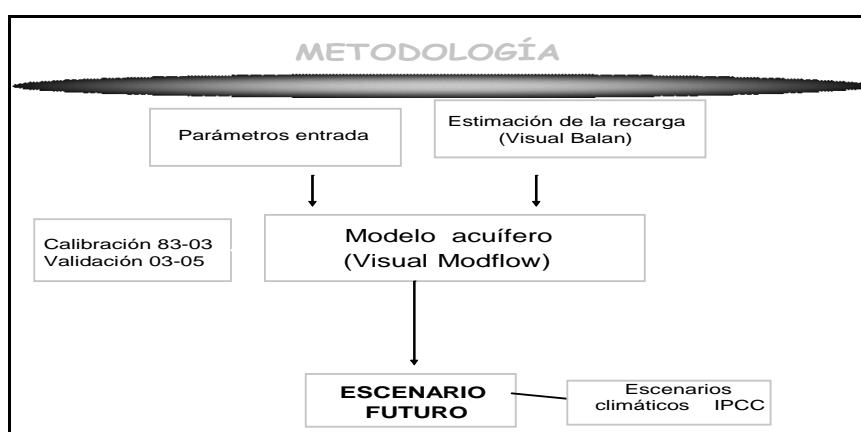 METODOLOGÍA
Parámetros entrada
Estimación de la recarga
(Visual Balan)
Calibración 83-03
Validación 03-05
Modelo acuífero
(Visual Modflow)
ESCENARIO
FUTURO
Escenarios
climáticos IPCC